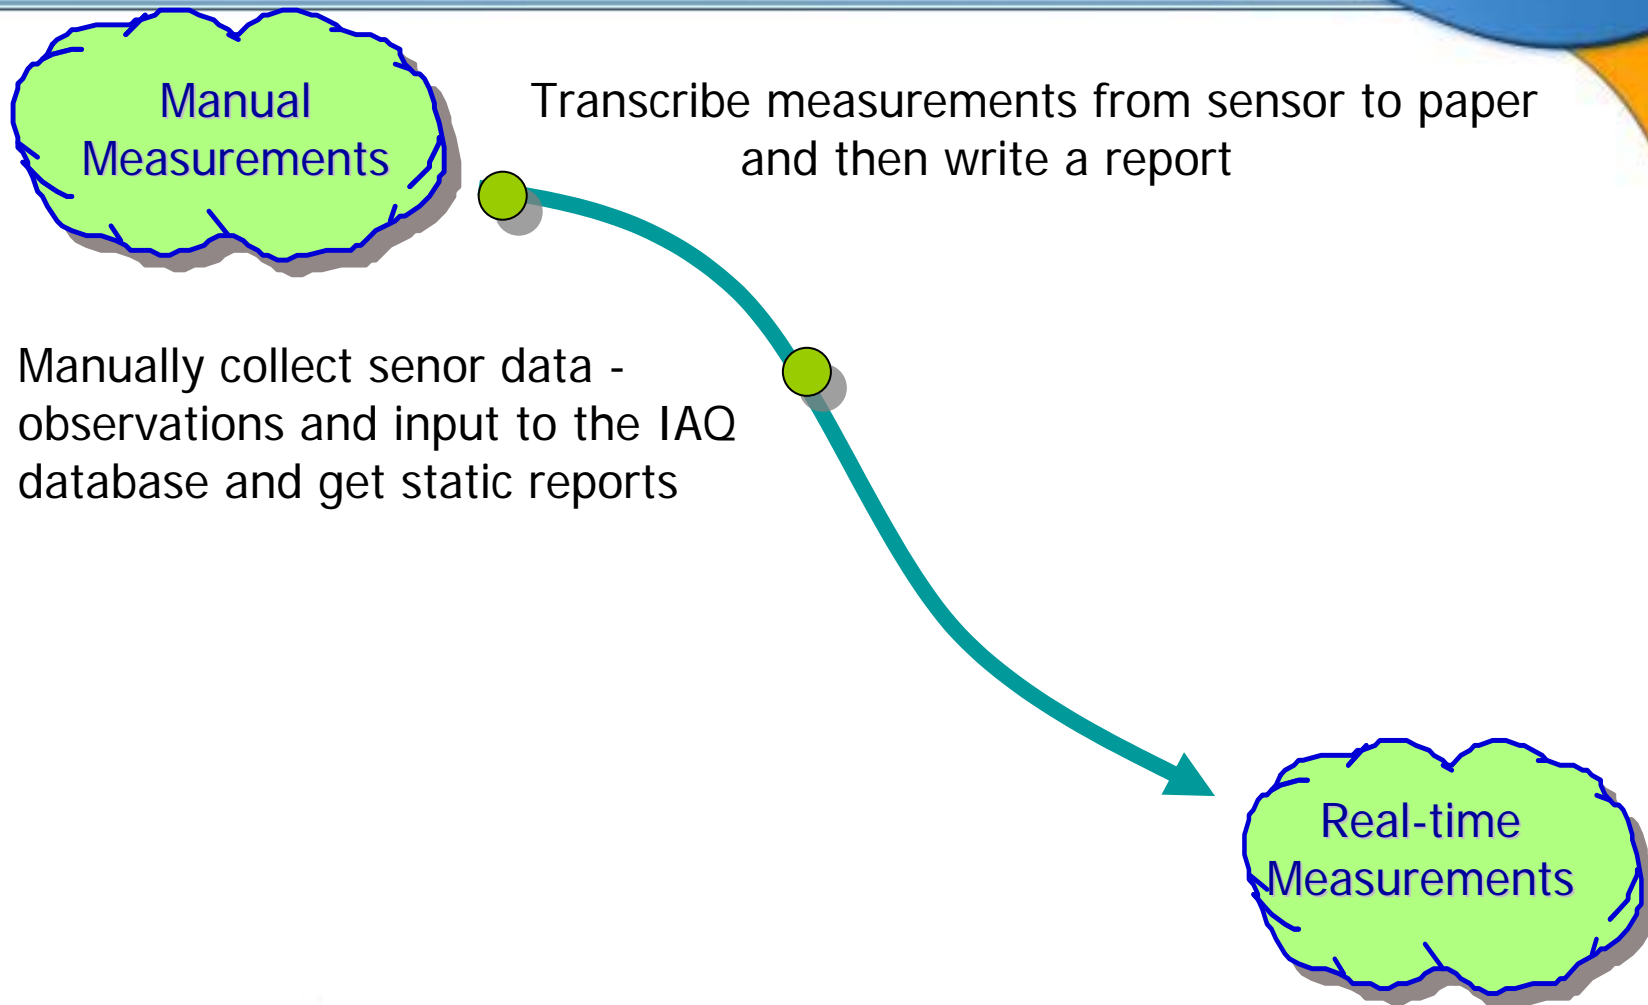 Manual
Measurements
Transcribe measurements from sensor to paper
and then write a report
Manually collect senor data -
observations and input to the IAQ
database and get static reports
Real-time
Measurements